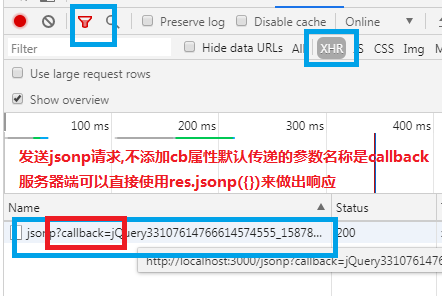 Preserve log Disable cache Online
Filter Hide data URLs All XHR JS CSS Img M
Use large request rows
Show overview
100 ms 200 ms 300 ms 400 ms
发送jsonp请求,不添加cb属性默认传递的参数名称是callback
服务器端可以直接使用res.jsonp({})来做出响应
Name Status
jsonp?callback=jQuery33107614766614574555_15878... 200
http://localhost:3000/jsonp?callback=jQuery331076147